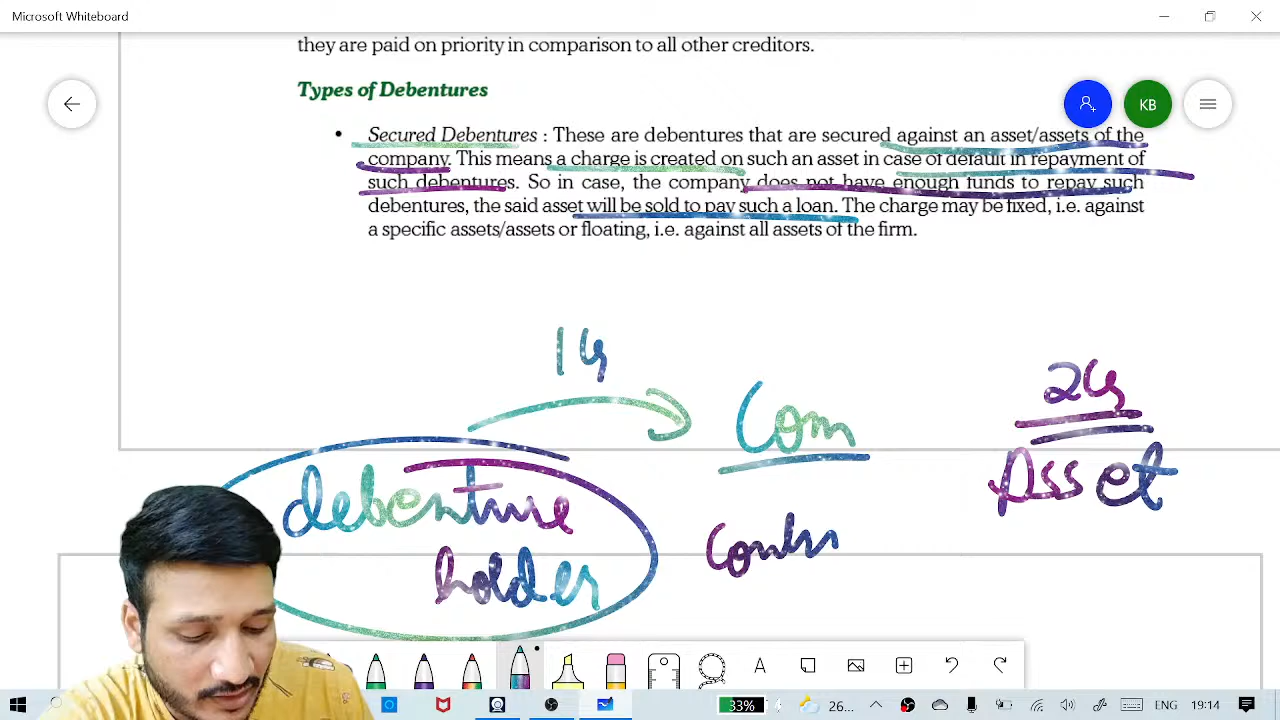 Microsoft Whiteboard
they are paid on priority in comparison to all other creditors.
Types of Debentures
KB
• Secured Debentures : These are debentures that are secured against an asset/assets of the
company. This means a charge is created on such an asset in case of default in repayment of
such debentures. So in case, the company does not have enough funds to repay such
debentures, the said asset will be sold to pay such a loan. The charge may be fixed, i.e. against
a specific assets/assets or floating, i.e. against all assets of the firm.
1Cr
2Cr
Com
Asset
debenture
holder
33%
26...
ENG
19:14